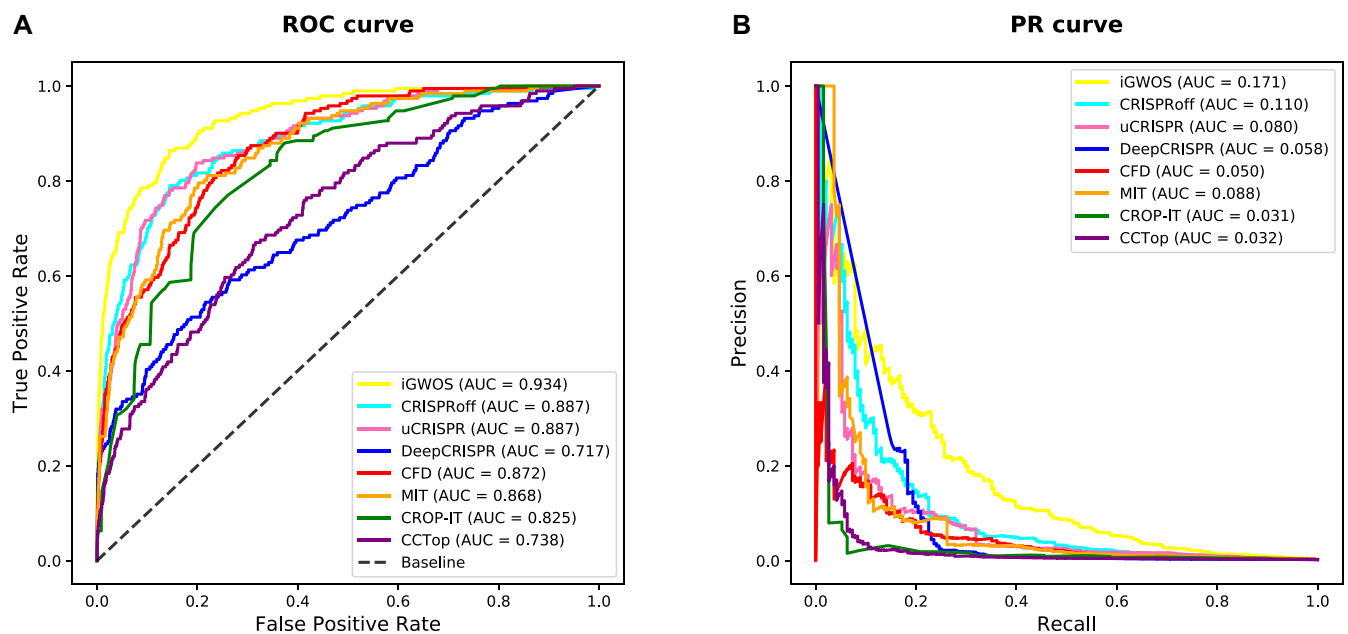 A
ROC curve
1.0
0.8
0.6
0.4
0.2
0.0
True Positive Rate
iGWOS (AUC = 0.934)
CRISPRoff (AUC = 0.887)
uCRISPR (AUC = 0.887)
DeepCRISPR (AUC = 0.717)
CFD (AUC = 0.872)
MIT (AUC = 0.868)
CROP-IT (AUC = 0.825)
CCTop (AUC = 0.738)
Baseline
0.0 0.2 0.4 0.6 0.8 1.0
False Positive Rate
B
PR curve
1.0
0.8
0.6
0.4
0.2
0.0
Precision
iGWOS (AUC = 0.171)
CRISPRoff (AUC = 0.110)
uCRISPR (AUC = 0.080)
DeepCRISPR (AUC = 0.058)
CFD (AUC = 0.050)
MIT (AUC = 0.088)
CROP-IT (AUC = 0.031)
CCTop (AUC = 0.032)
0.0 0.2 0.4 0.6 0.8 1.0
Recall